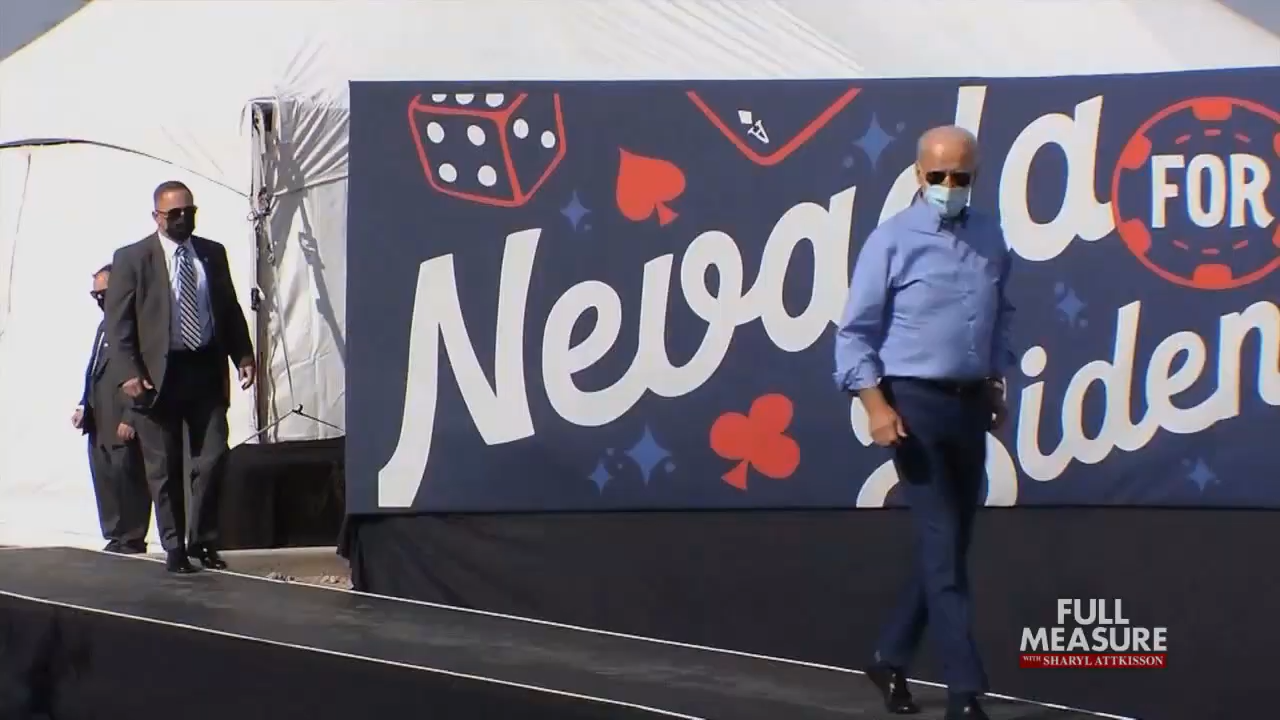 Nevada
FOR
Biden
A
FULL
MEASURE
WITH SHARYL ATTKISSON